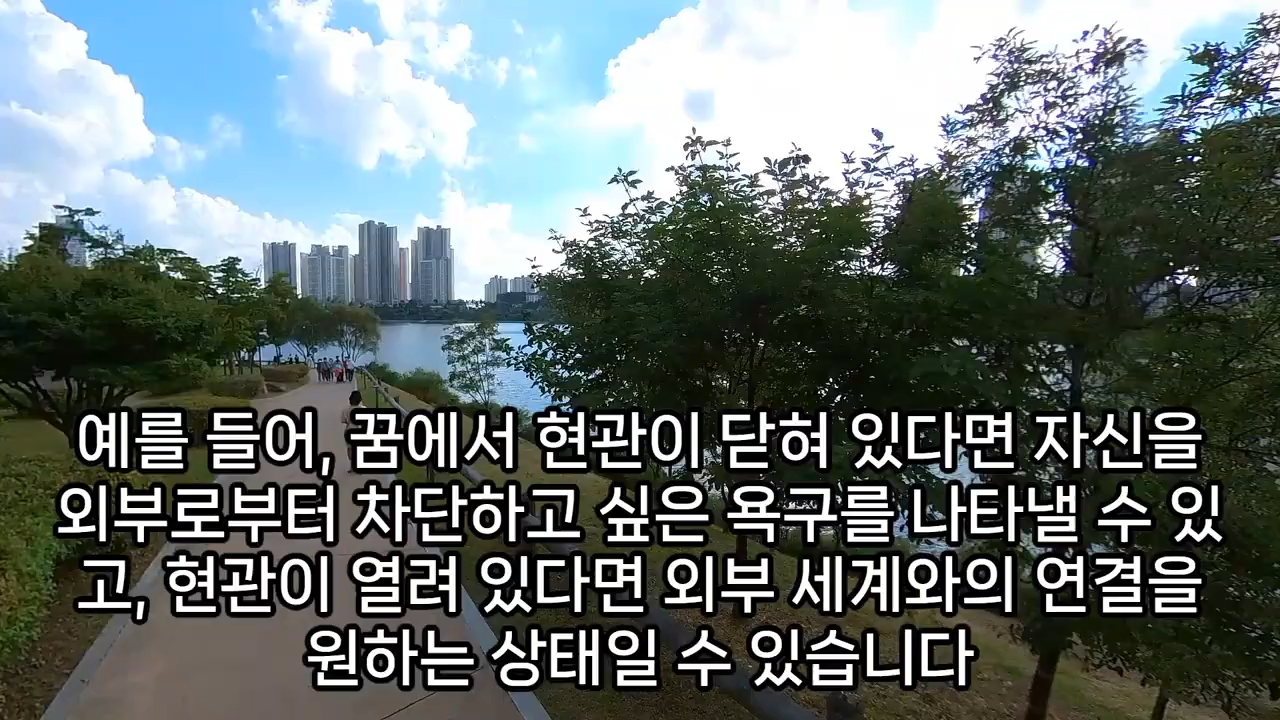 예를 들어, 꿈에서 현관이 닫혀 있다면 자신을
외부로부터 차단하고 싶은 욕구를 나타낼 수 있
고, 현관이 열려 있다면 외부 세계와의 연결을
원하는 상태일 수 있습니다